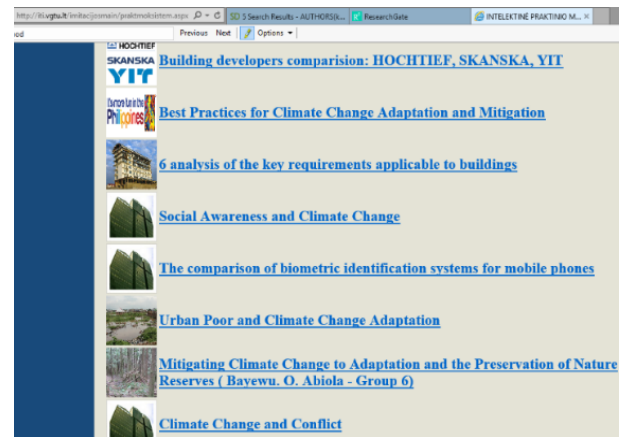 http://iti.vgtu.lt/imitacijosmain/praktmoksistem.aspx
S Search Results - AUTHORS(k...
ResearchGate
INTELEKTINĖ PRAKTINIO M...
od
Previous Next Options
HOCHTIEF
SKANSKA
YIT
Building developers comparision: HOCHTIEF, SKANSKA, YIT
Philippines
Best Practices for Climate Change Adaptation and Mitigation
6 analysis of the key requirements applicable to buildings
Social Awareness and Climate Change
The comparison of biometric identification systems for mobile phones
Urban Poor and Climate Change Adaptation
Mitigating Climate Change to Adaptation and the Preservation of Nature
Reserves ( Bayewu. O. Abiola - Group 6)
Climate Change and Conflict